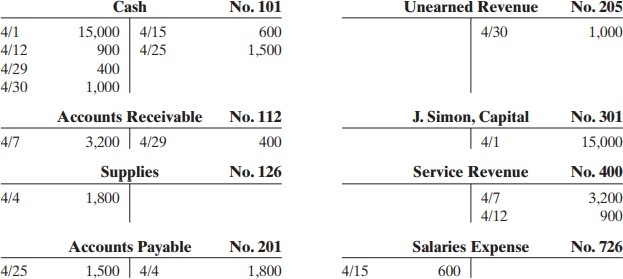 Cash No. 101
4/1 15,000 4/15 600
4/12 900 4/25 1,500
4/29 400
4/30 1,000
Accounts Receivable No. 112
4/7 3,200 4/29 400
Supplies No. 126
4/4 1,800
Accounts Payable No. 201
4/25 1,500 4/4 1,800
Unearned Revenue No. 205
4/30 1,000
J. Simon, Capital No. 301
4/1 15,000
Service Revenue No. 400
4/7 3,200
4/12 900
Salaries Expense No. 726
4/15 600